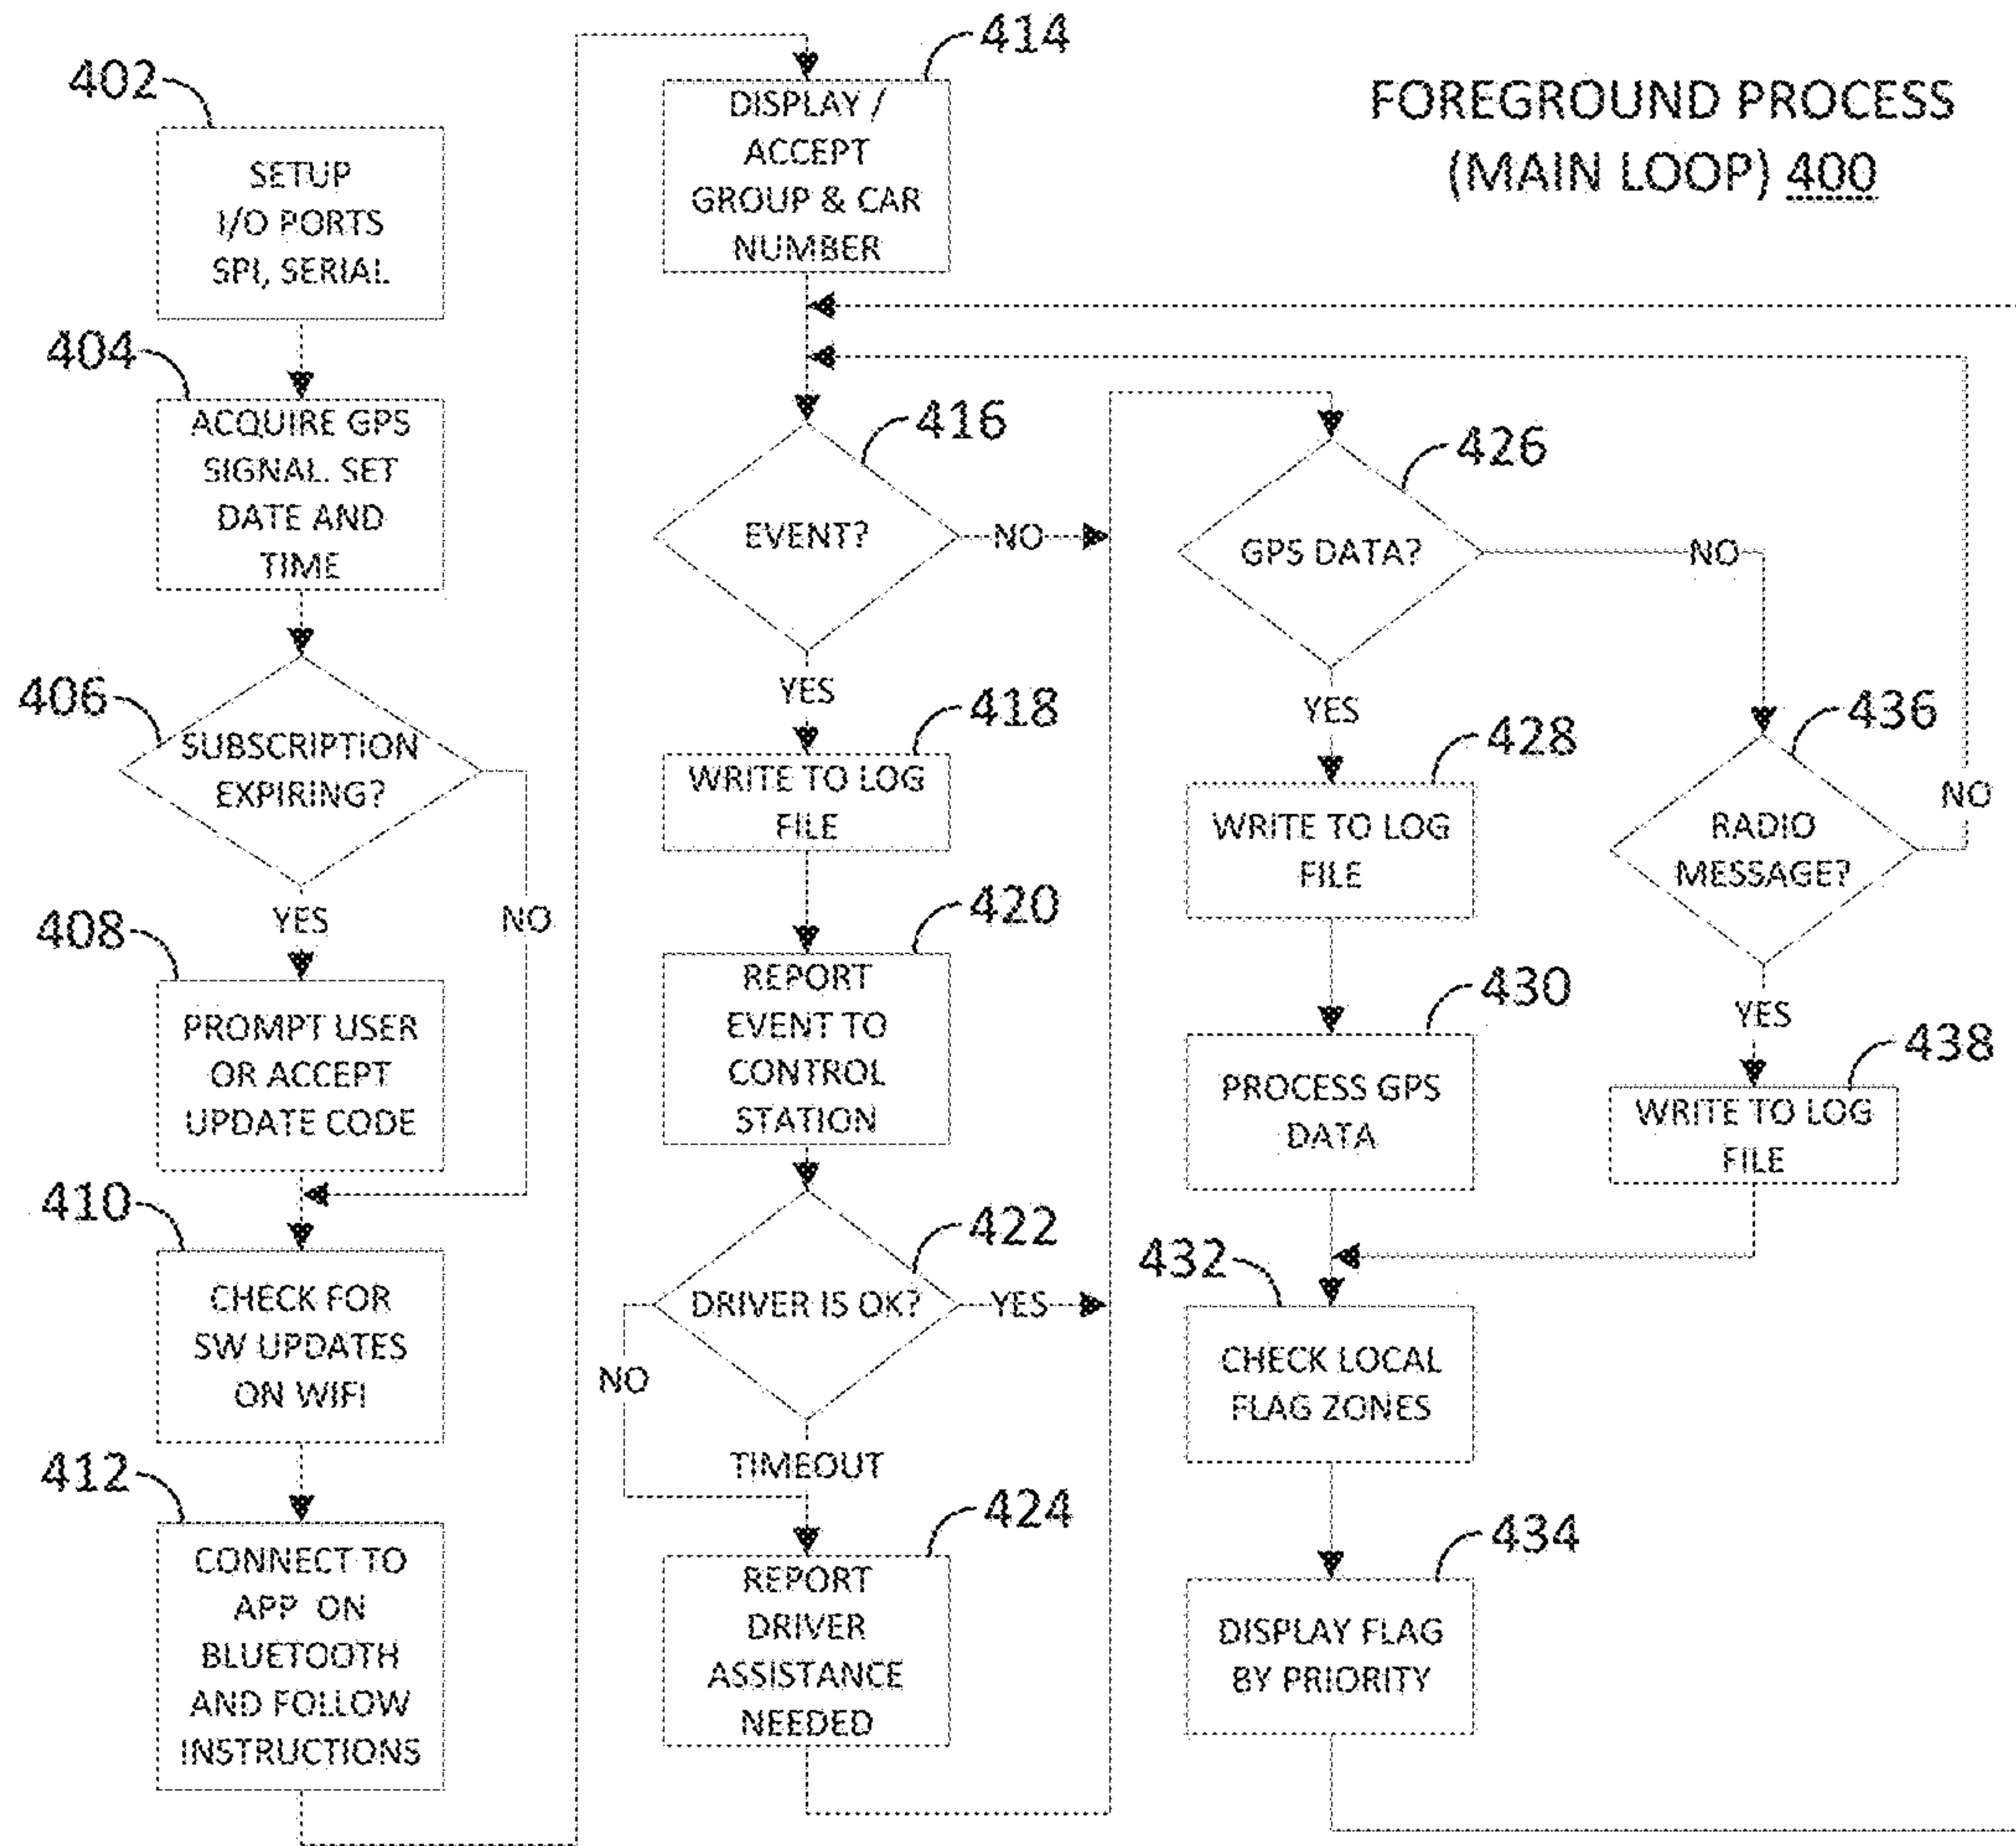 FOREGROUND PROCESS
(MAIN LOOP) 400
402
SETUP
I/O PORTS
SPI, SERIAL
404
ACQUIRE GPS
SIGNAL. SET
DATE AND
TIME
406
SUBSCRIPTION
EXPIRING?
YES
NO
408
PROMPT USER
OR ACCEPT
UPDATE CODE
410
CHECK FOR
SW UPDATES
ON WIFI
412
CONNECT TO
APP ON
BLUETOOTH
AND FOLLOW
INSTRUCTIONS
414
DISPLAY /
ACCEPT
GROUP & CAR
NUMBER
416
EVENT?
NO
YES
418
WRITE TO LOG
FILE
420
REPORT
EVENT TO
CONTROL
STATION
422
DRIVER IS OK?
YES
NO
TIMEOUT
424
REPORT
DRIVER
ASSISTANCE
NEEDED
426
GPS DATA?
NO
YES
428
WRITE TO LOG
FILE
430
PROCESS GPS
DATA
432
CHECK LOCAL
FLAG ZONES
434
DISPLAY FLAG
BY PRIORITY
436
RADIO
MESSAGE?
NO
YES
438
WRITE TO LOG
FILE